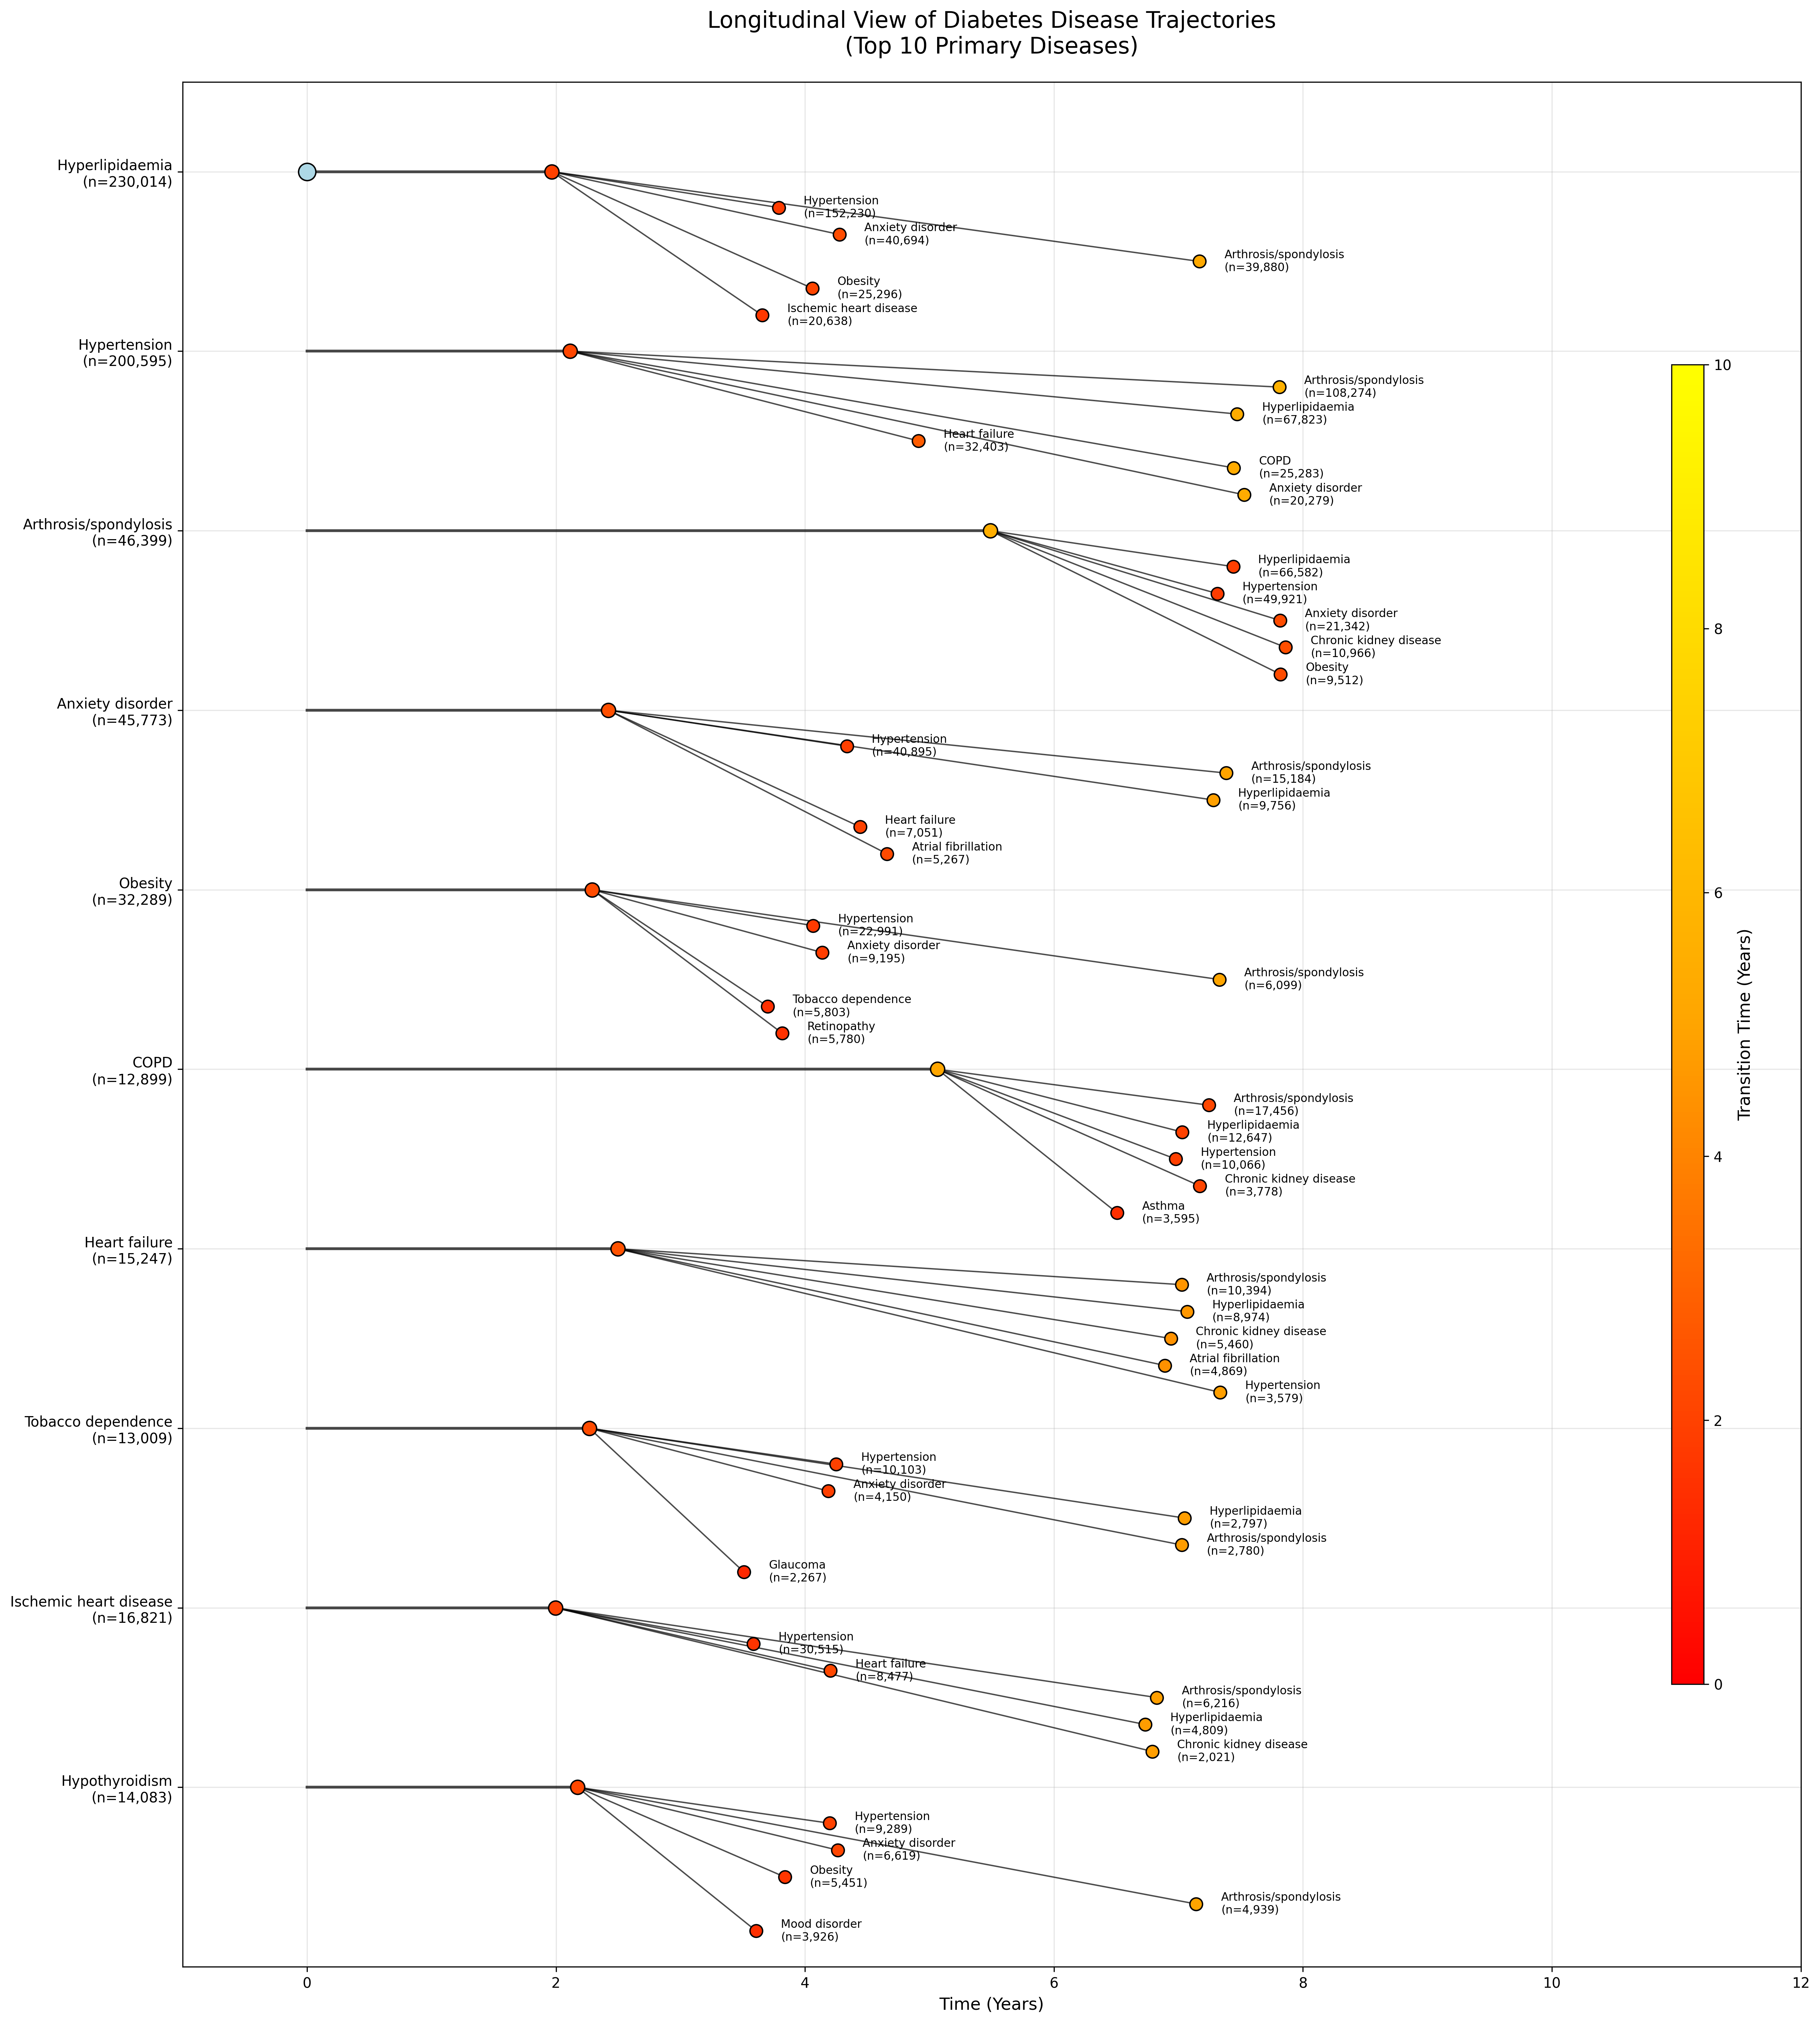 Longitudinal View of Diabetes Disease Trajectories
(Top 10 Primary Diseases)
Hyperlipidaemia
(n=230,014)
Hypertension
(n=152,230)
Anxiety disorder
(n=40,694)
Arthrosis/spondylosis
(n=39,880)
Obesity
(n=25,296)
Ischemic heart disease
(n=20,638)
Hypertension
(n=200,595)
Arthrosis/spondylosis
(n=108,274)
Hyperlipidaemia
(n=67,823)
Heart failure
(n=32,403)
COPD
(n=25,283)
Anxiety disorder
(n=20,279)
Arthrosis/spondylosis
(n=46,399)
Hyperlipidaemia
(n=66,582)
Hypertension
(n=49,921)
Anxiety disorder
(n=21,342)
Chronic kidney disease
(n=10,966)
Obesity
(n=9,512)
Anxiety disorder
(n=45,773)
Hypertension
(n=40,895)
Arthrosis/spondylosis
(n=15,184)
Hyperlipidaemia
(n=9,756)
Heart failure
(n=7,051)
Atrial fibrillation
(n=5,267)
Obesity
(n=32,289)
Hypertension
(n=22,991)
Anxiety disorder
(n=9,195)
Arthrosis/spondylosis
(n=6,099)
Tobacco dependence
(n=5,803)
Retinopathy
(n=5,780)
COPD
(n=12,899)
Arthrosis/spondylosis
(n=17,456)
Hyperlipidaemia
(n=12,647)
Hypertension
(n=10,066)
Chronic kidney disease
(n=3,778)
Asthma
(n=3,595)
Heart failure
(n=15,247)
Arthrosis/spondylosis
(n=10,394)
Hyperlipidaemia
(n=8,974)
Chronic kidney disease
(n=5,460)
Atrial fibrillation
(n=4,869)
Hypertension
(n=3,579)
Tobacco dependence
(n=13,009)
Hypertension
(n=10,103)
Anxiety disorder
(n=4,150)
Hyperlipidaemia
(n=2,797)
Arthrosis/spondylosis
(n=2,780)
Glaucoma
(n=2,267)
Ischemic heart disease
(n=16,821)
Hypertension
(n=30,515)
Heart failure
(n=8,477)
Arthrosis/spondylosis
(n=6,216)
Hyperlipidaemia
(n=4,809)
Chronic kidney disease
(n=2,021)
Hypothyroidism
(n=14,083)
Hypertension
(n=9,289)
Anxiety disorder
(n=6,619)
Obesity
(n=5,451)
Arthrosis/spondylosis
(n=4,939)
Mood disorder
(n=3,926)
0 2 4 6 8 10 12
Time (Years)
10
8
6
4
2
0
Transition Time (Years)